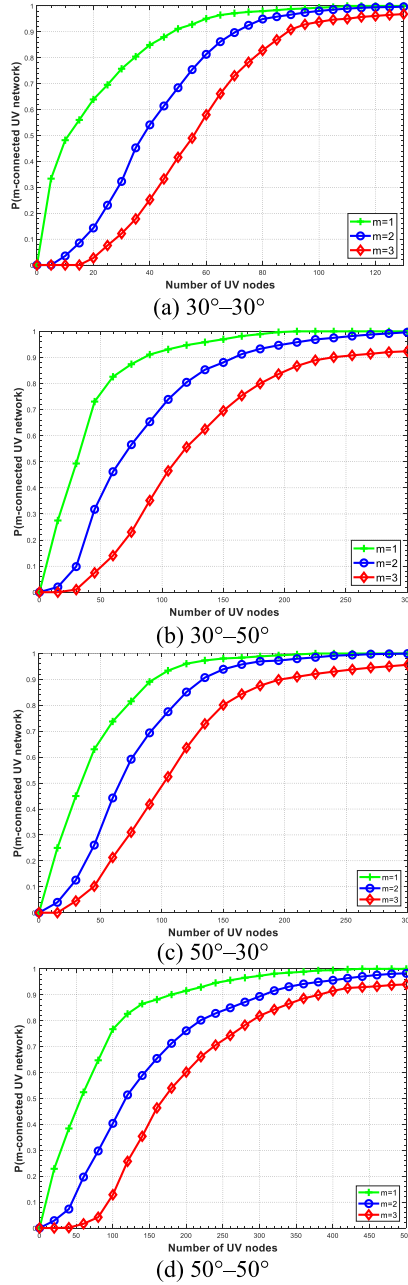 P(m-connected UV network)
1
0.9
0.8
0.7
0.6
0.5
0.4
0.3
0.2
0.1
0
m=1
m=2
m=3
0 20 40 60 80 100 120
Number of UV nodes
(a) 30°–30°
P(m-connected UV network)
1
0.9
0.8
0.7
0.6
0.5
0.4
0.3
0.2
0.1
0
m=1
m=2
m=3
0 50 100 150 200 250 300
Number of UV nodes
(b) 30°–50°
P(m-connected UV network)
1
0.9
0.8
0.7
0.6
0.5
0.4
0.3
0.2
0.1
0
m=1
m=2
m=3
0 50 100 150 200 250 300
Number of UV nodes
(c) 50°–30°
P(m-connected UV network)
1
0.9
0.8
0.7
0.6
0.5
0.4
0.3
0.2
0.1
0
m=1
m=2
m=3
0 50 100 150 200 250 300 350 400 450 500
Number of UV nodes
(d) 50°–50°